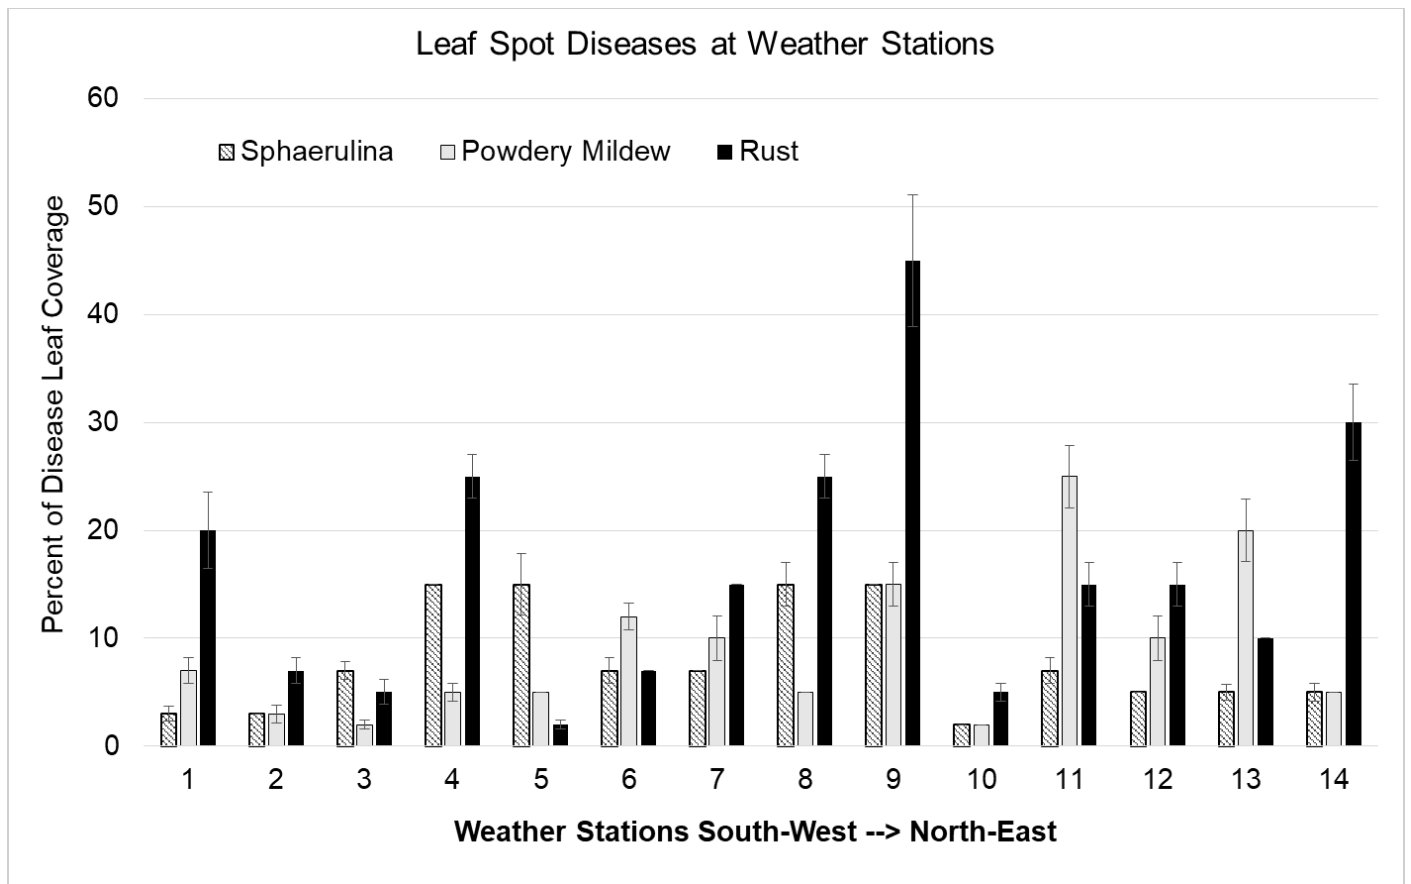 Leaf Spot Diseases at Weather Stations
60
Sphaerulina Powdery Mildew Rust
50
40
30
20
10
0
Percent of Disease Leaf Coverage
1 2 3 4 5 6 7 8 9 10 11 12 13 14
Weather Stations South-West --> North-East